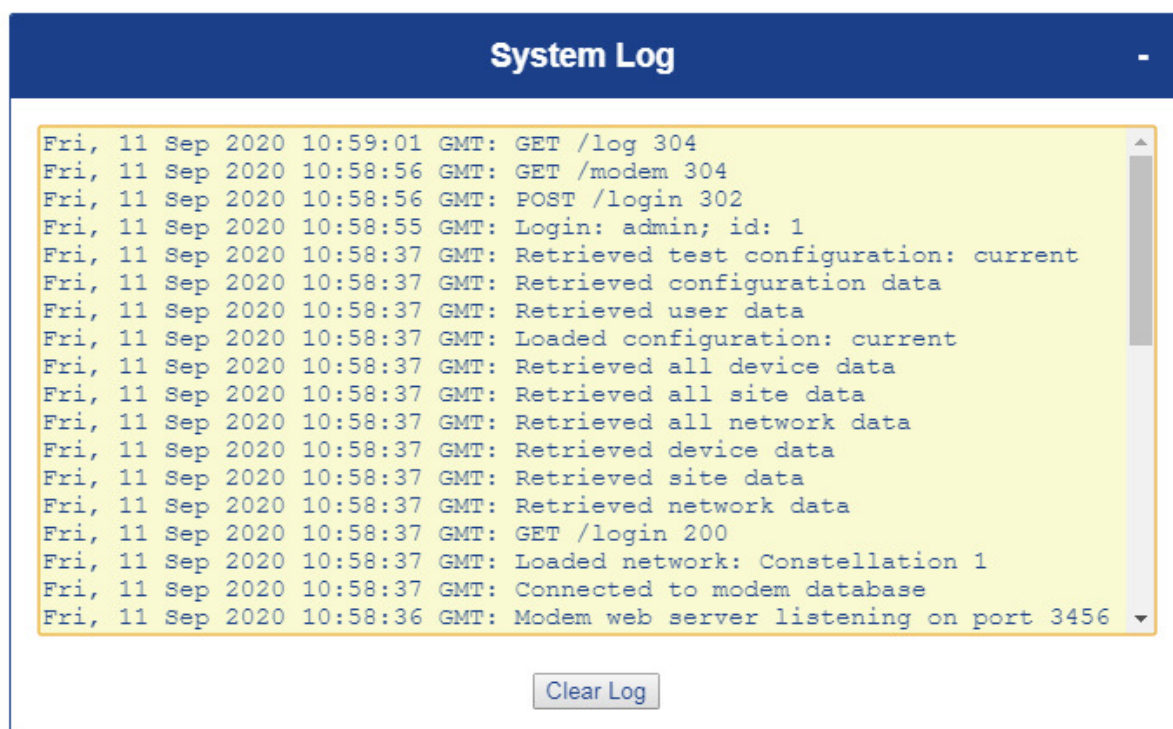 System Log
-
Fri, 11 Sep 2020 10:59:01 GMT: GET /log 304
Fri, 11 Sep 2020 10:58:56 GMT: GET /modem 304
Fri, 11 Sep 2020 10:58:56 GMT: POST /login 302
Fri, 11 Sep 2020 10:58:55 GMT: Login: admin; id: 1
Fri, 11 Sep 2020 10:58:37 GMT: Retrieved test configuration: current
Fri, 11 Sep 2020 10:58:37 GMT: Retrieved configuration data
Fri, 11 Sep 2020 10:58:37 GMT: Retrieved user data
Fri, 11 Sep 2020 10:58:37 GMT: Loaded configuration: current
Fri, 11 Sep 2020 10:58:37 GMT: Retrieved all device data
Fri, 11 Sep 2020 10:58:37 GMT: Retrieved all site data
Fri, 11 Sep 2020 10:58:37 GMT: Retrieved all network data
Fri, 11 Sep 2020 10:58:37 GMT: Retrieved device data
Fri, 11 Sep 2020 10:58:37 GMT: Retrieved site data
Fri, 11 Sep 2020 10:58:37 GMT: Retrieved network data
Fri, 11 Sep 2020 10:58:37 GMT: GET /login 200
Fri, 11 Sep 2020 10:58:37 GMT: Loaded network: Constellation 1
Fri, 11 Sep 2020 10:58:37 GMT: Connected to modem database
Fri, 11 Sep 2020 10:58:36 GMT: Modem web server listening on port 3456
Clear Log